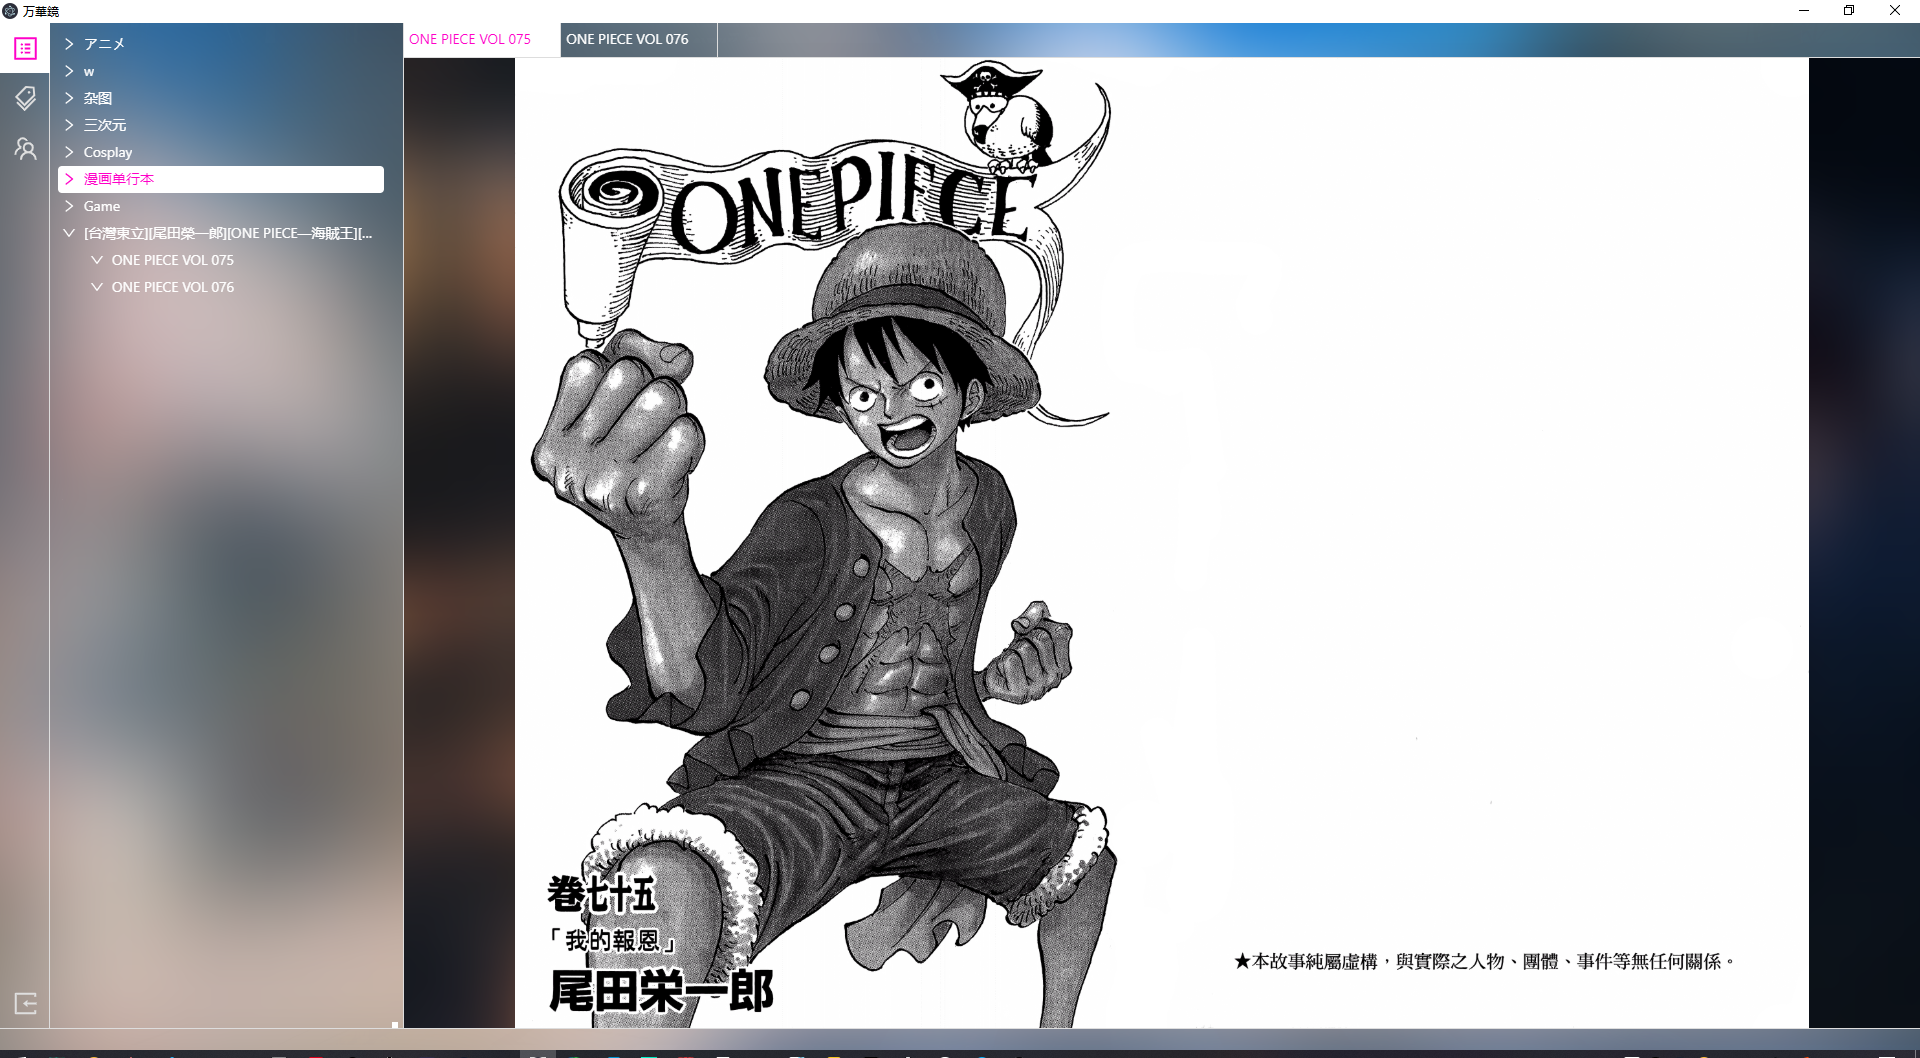 万華鏡
アニメ
w
杂图
三次元
Cosplay
漫画单行本
Game
[台灣東立][尾田榮一郎][ONE PIECE—海賊王][...
ONE PIECE VOL 075
ONE PIECE VOL 076
ONE PIECE VOL 075
ONE PIECE VOL 076
ONE PIECE
巻七十五
「我的報恩」
尾田栄一郎
★本故事純屬虛構，與實際之人物、團體、事件等無任何關係。